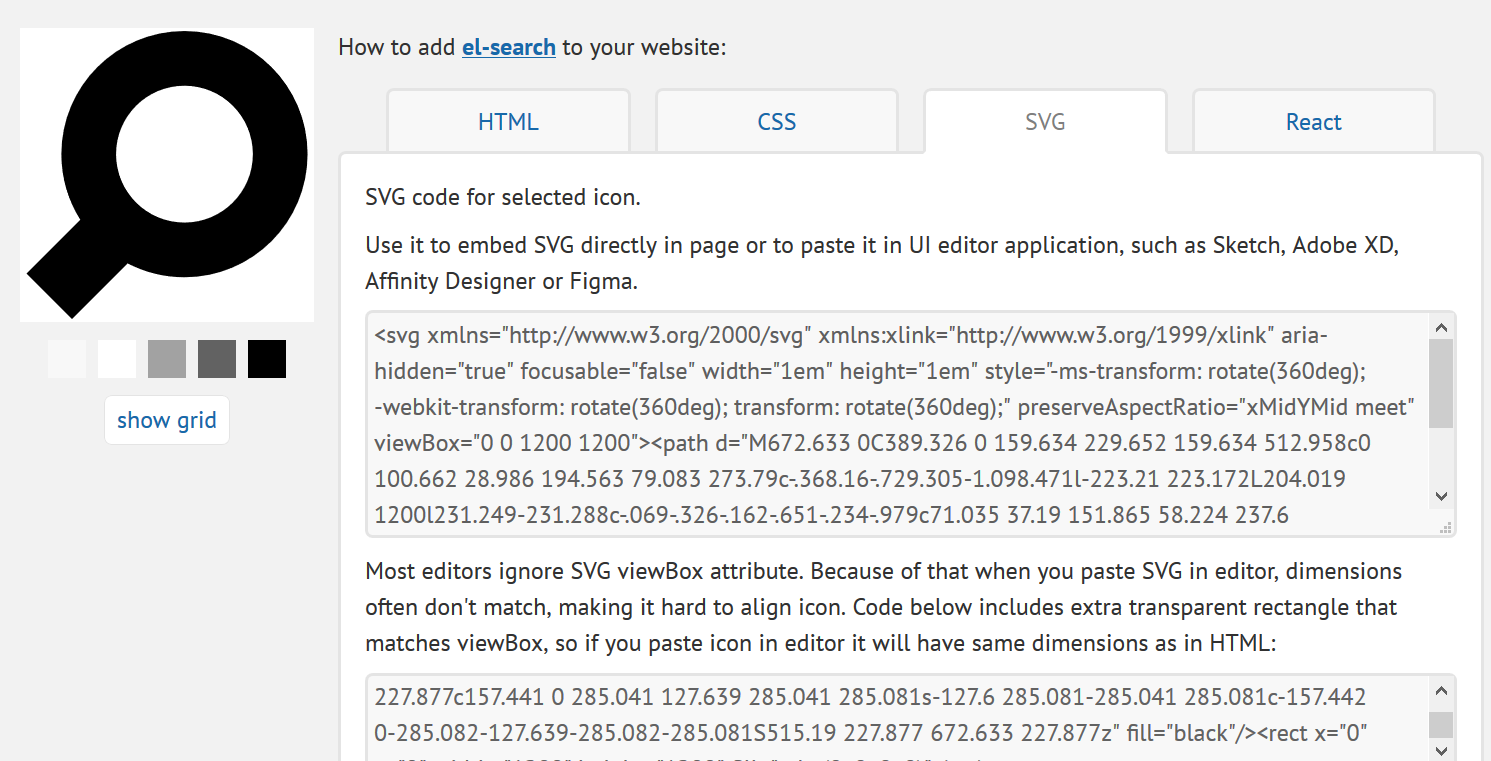 How to add el-search to your website:
HTML
CSS
SVG
React
show grid
SVG code for selected icon.
Use it to embed SVG directly in page or to paste it in UI editor application, such as Sketch, Adobe XD,
Affinity Designer or Figma.
<svg xmlns="http://www.w3.org/2000/svg" xmlns:xlink="http://www.w3.org/1999/xlink" aria-
hidden="true" focusable="false" width="1em" height="1em" style="-ms-transform: rotate(360deg);
-webkit-transform: rotate(360deg); transform: rotate(360deg);" preserveAspectRatio="xMidYMid meet"
viewBox="0 0 1200 1200"><path d="M672.633 0C389.326 0 159.634 229.652 159.634 512.958c0
100.662 28.986 194.563 79.083 273.79c-.368.16-.729.305-1.098.471l-223.21 223.172L204.019
1200l231.249-231.288c-.069-.326-.162-.651-.234-.979c71.035 37.19 151.865 58.224 237.6
Most editors ignore SVG viewBox attribute. Because of that when you paste SVG in editor, dimensions
often don't match, making it hard to align icon. Code below includes extra transparent rectangle that
matches viewBox, so if you paste icon in editor it will have same dimensions as in HTML:
227.877c157.441 0 285.041 127.639 285.041 285.081s-127.6 285.081-285.041 285.081c-157.442
0-285.082-127.639-285.082-285.081S515.19 227.877 672.633 227.877z" fill="black"/><rect x="0"